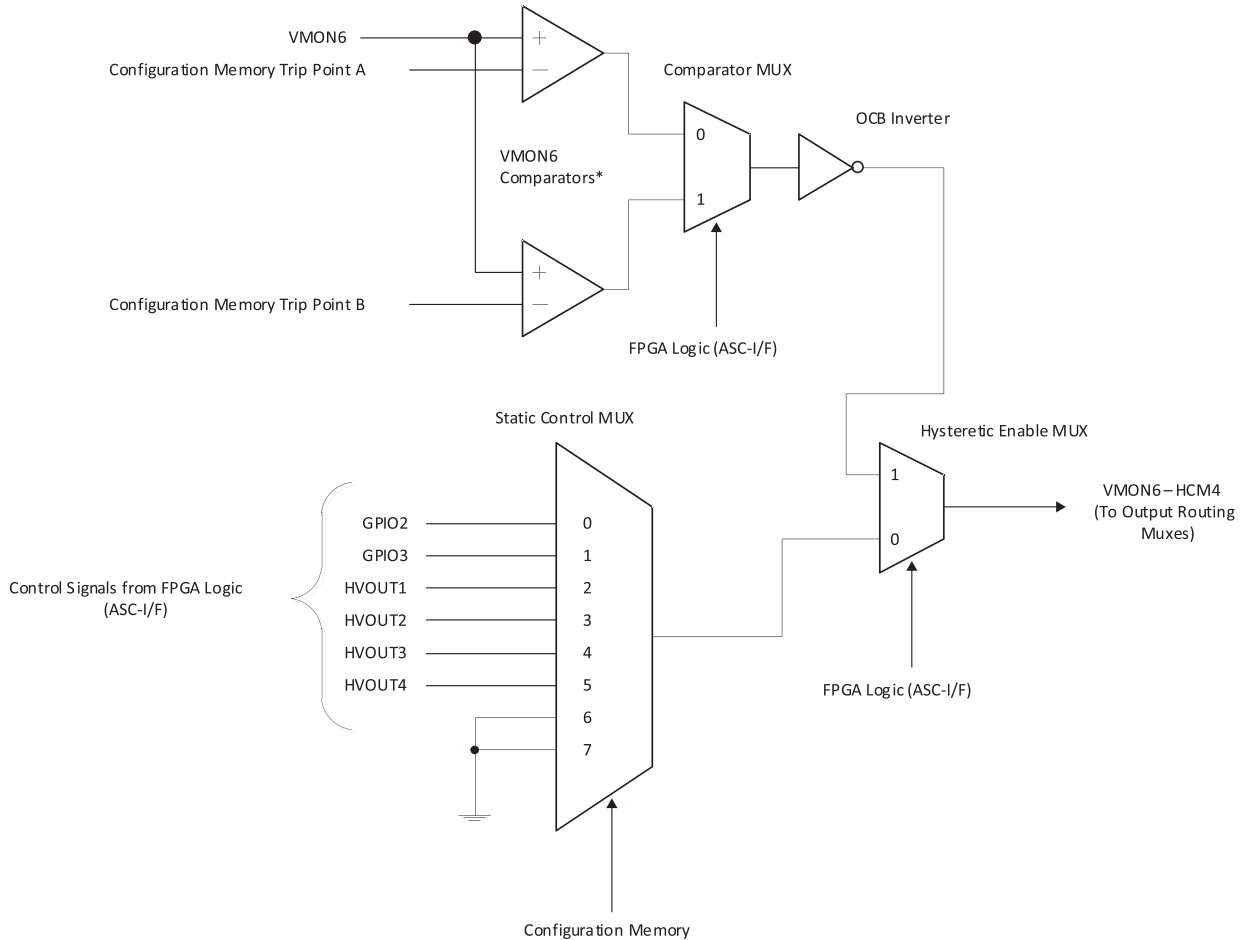 VMON6
Configuration Memory Trip Point A
+
−
Comparator MUX
OCB Inverter
0
VMON6
Comparators*
1
+
Configuration Memory Trip Point B
−
FPGA Logic (ASC-I/F)
Static Control MUX
Hysteretic Enable MUX
1
VMON6–HCM4
(To Output Routing
Muxes)
0
GPIO2
0
GPIO3
1
Control Signals from FPGA Logic
(ASC-I/F)
HVOUT1
2
HVOUT2
3
HVOUT3
4
HVOUT4
5
6
7
FPGA Logic (ASC-I/F)
Configuration Memory